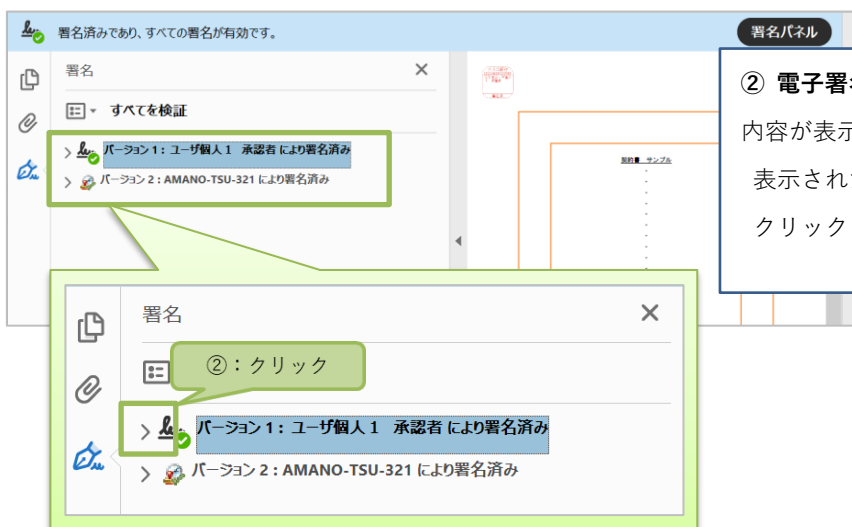 署名済みであり、すべての署名が有効です。
署名パネル
署名
すべてを検証
バージョン 1: ユーザ個人 1 承認者 により署名済み
バージョン 2 : AMANO-TSU-321 により署名済み
契約書 サンプル
② 電子署
内容が表示
表示され
クリック
署名
②：クリック
バージョン 1: ユーザ個人 1 承認者 により署名済み
バージョン 2 : AMANO-TSU-321 により署名済み